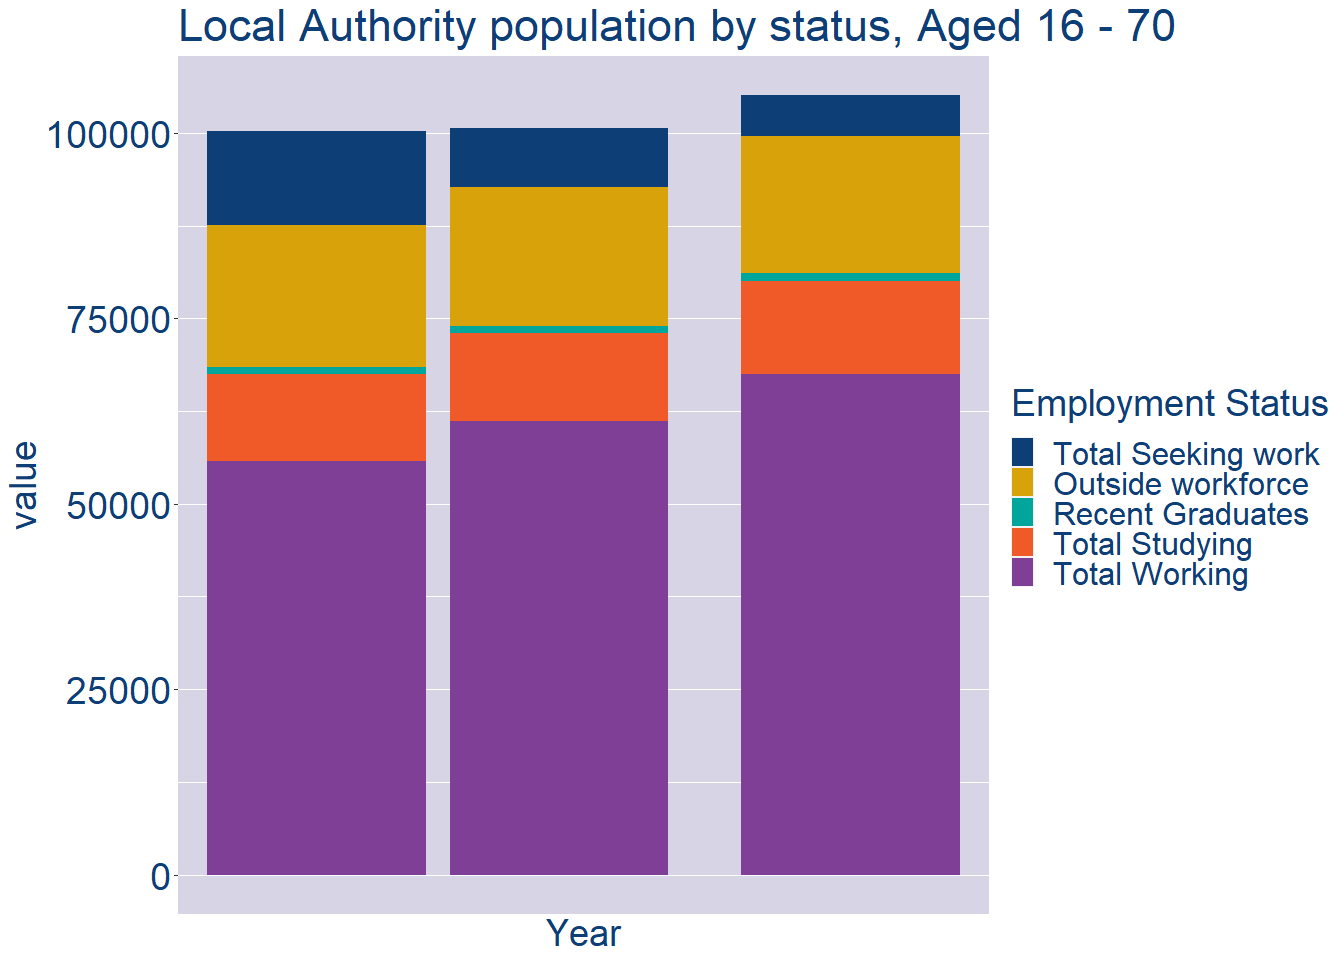 Local Authority population by status, Aged 16 - 70
100000
75000
50000
25000
0
value
Year
Employment Status
Total Seeking work
Outside workforce
Recent Graduates
Total Studying
Total Working